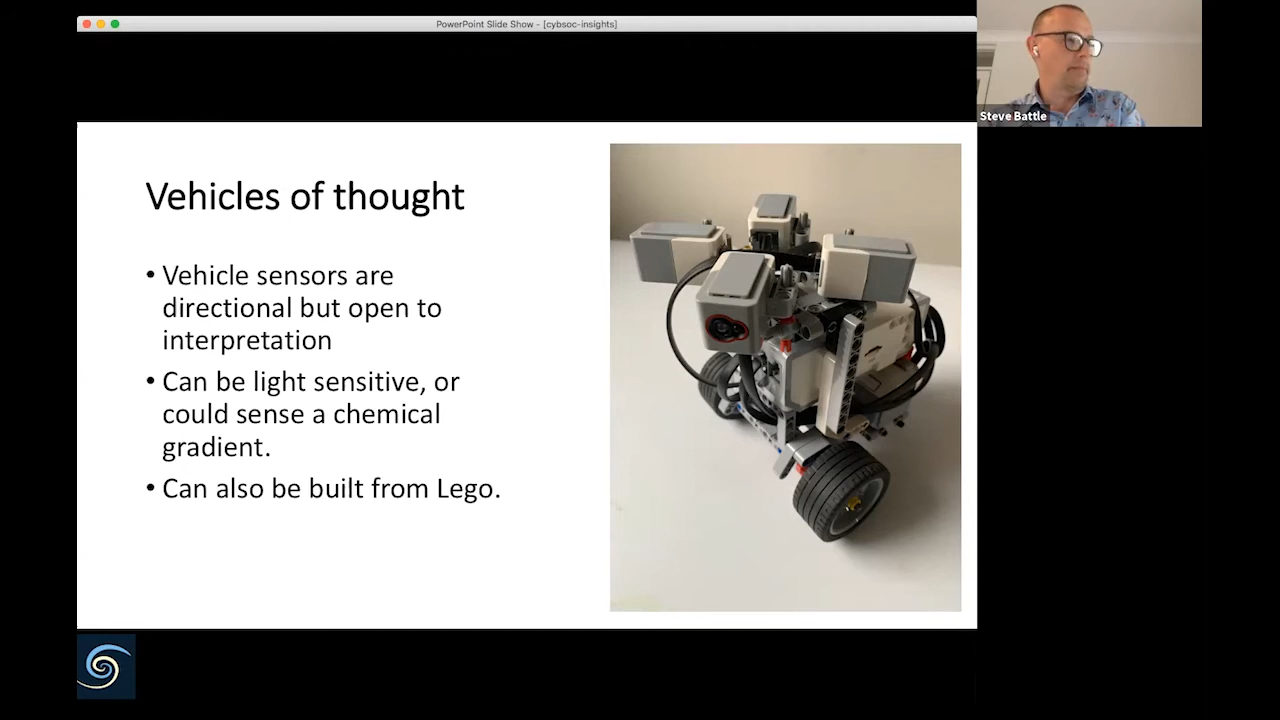 PowerPoint Slide Show - [cybsoc-insights]
Steve Battle
Vehicles of thought
• Vehicle sensors are
directional but open to
interpretation
• Can be light sensitive, or
could sense a chemical
gradient.
• Can also be built from Lego.